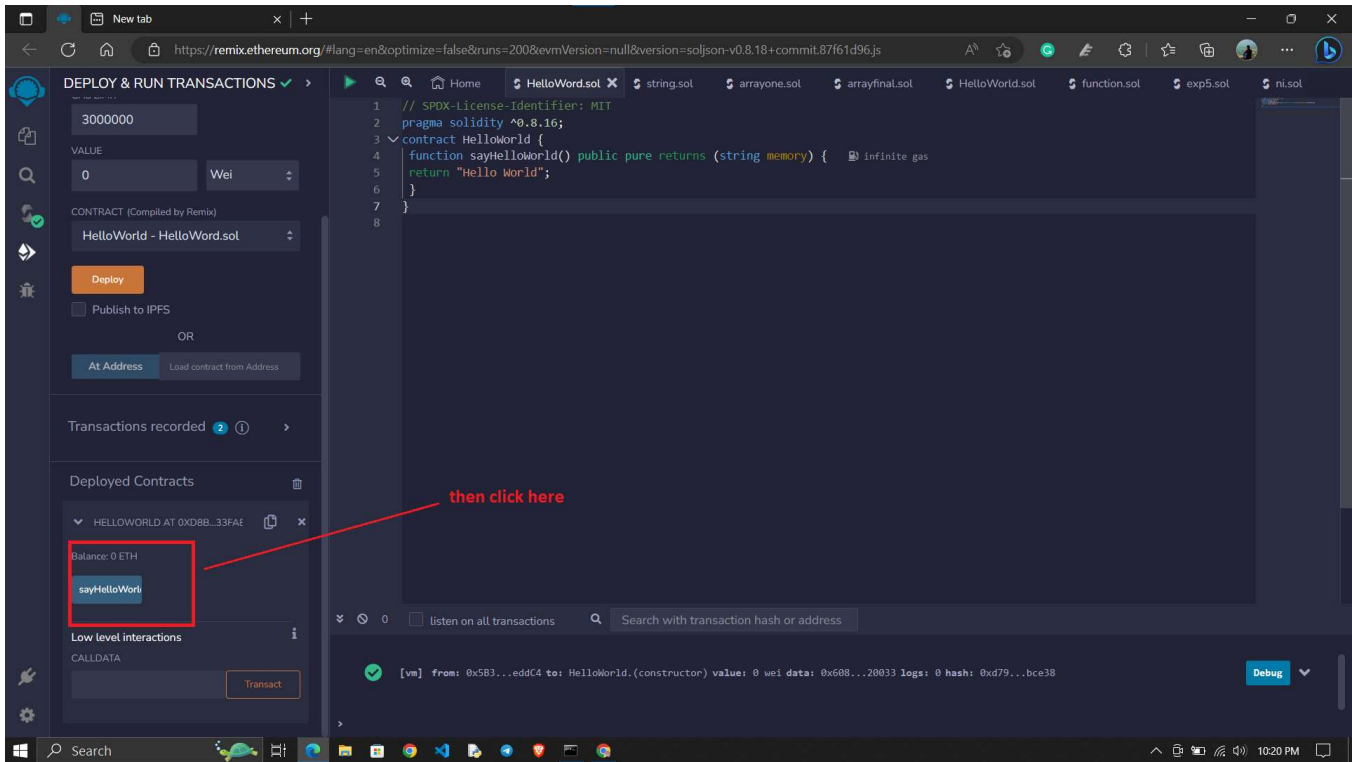 New tab
https://remix.ethereum.org/#lang=en&optimize=false&runs=200&evmVersion=null&version=soljson-v0.8.18+commit.87f61d96.js
DEPLOY & RUN TRANSACTIONS
Home
HelloWord.sol
string.sol
arrayone.sol
arrayfinal.sol
HelloWorld.sol
function.sol
exp5.sol
ni.sol
3000000
VALUE
0
Wei
CONTRACT (Compiled by Remix)
HelloWorld - HelloWord.sol
Deploy
Publish to IPFS
OR
At Address
Load contract from Address
Transactions recorded 2
Deployed Contracts
HELLOWORLD AT 0XD8B...33FAE
Balance: 0 ETH
sayHelloWorl
Low level interactions
CALLDATA
Transact
1 // SPDX-License-Identifier: MIT
2 pragma solidity ^0.8.16;
3 contract HelloWorld {
4 function sayHelloWorld() public pure returns (string memory) { infinite gas
5 return "Hello World";
6 }
7 }
8
then click here
0
listen on all transactions
Search with transaction hash or address
[vm] from: 0x5B3...eddC4 to: HelloWorld.(constructor) value: 0 wei data: 0x608...20033 logs: 0 hash: 0xd79...bce38
Debug
>
Search
10:20 PM